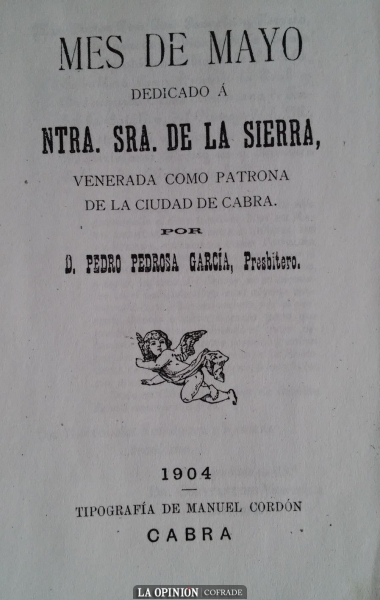 MES DE MAYO
DEDICADO Á
NTRA. SRA. DE LA SIERRA,
VENERADA COMO PATRONA
DE LA CIUDAD DE CABRA.
POR
D. PEDRO PEDROSA GARCÍA, Presbítero.
1904
TIPOGRAFÍA DE MANUEL CORDÓN
CABRA
LA OPINION COFRADE